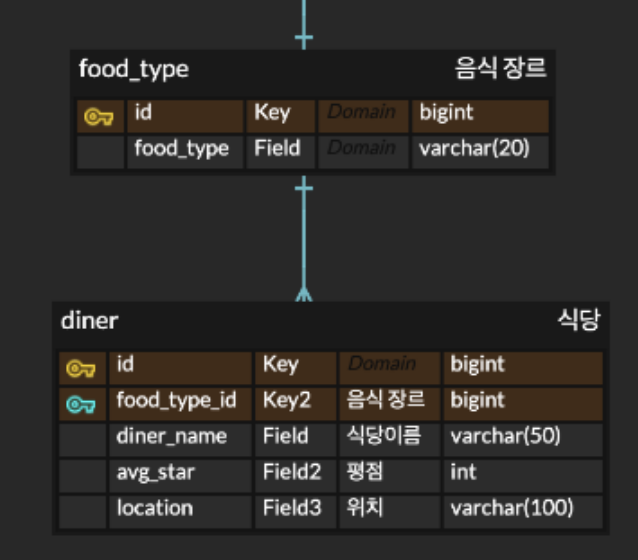 food_type 음식 장르
id Key Domain bigint
food_type Field Domain varchar(20)
diner 식당
id Key Domain bigint
food_type_id Key2 음식 장르 bigint
diner_name Field 식당이름 varchar(50)
avg_star Field2 평점 int
location Field3 위치 varchar(100)